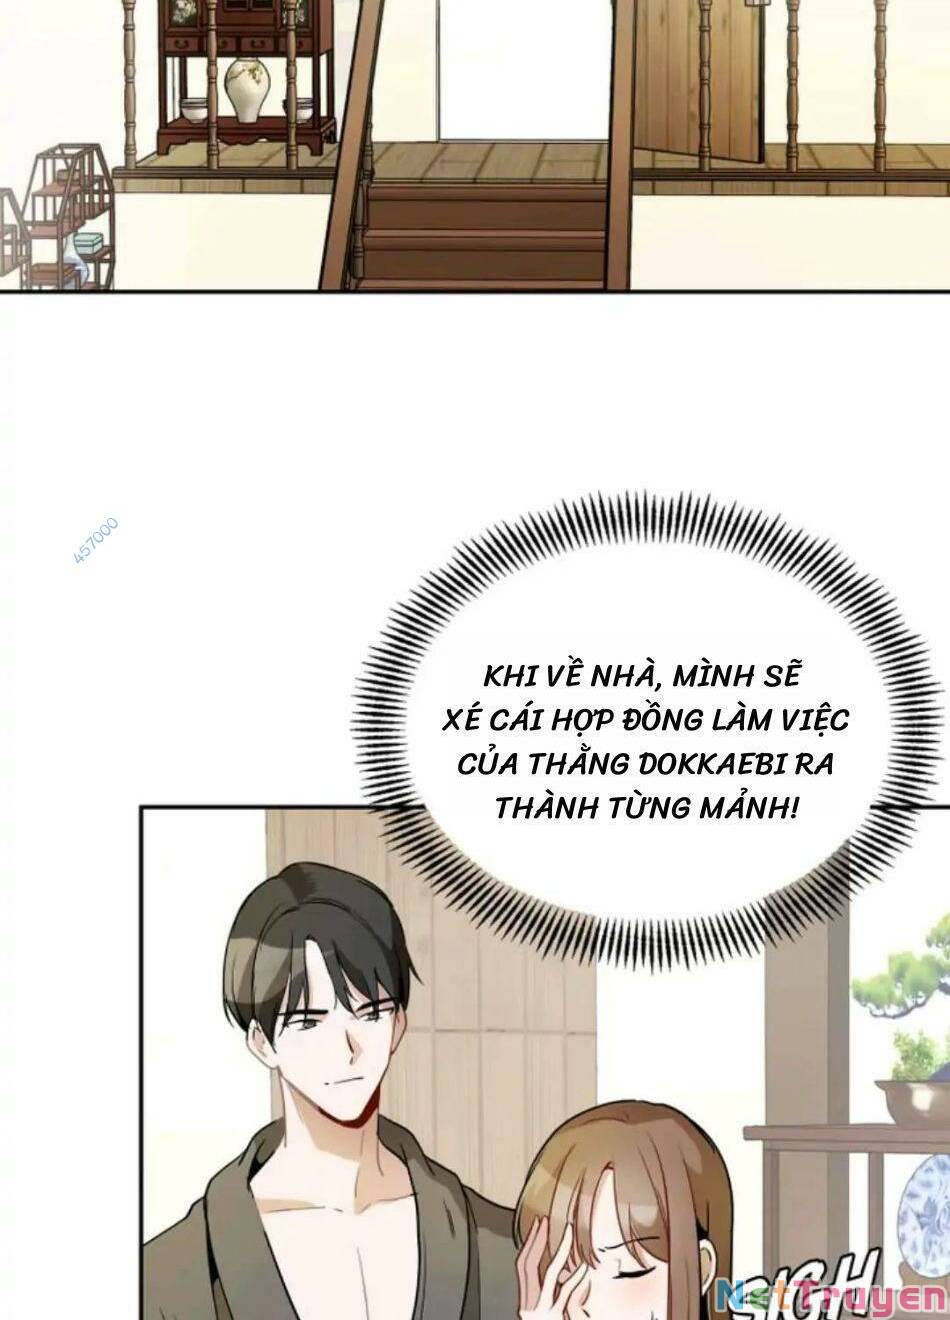 457000
KHI VỀ NHÀ, MÌNH SẼ
XÉ CÁI HỢP ĐỒNG LÀM VIỆC
CỦA THẰNG DOKKAEBI RA
THÀNH TỪNG MẢNH!
SIGH
NetTruyen